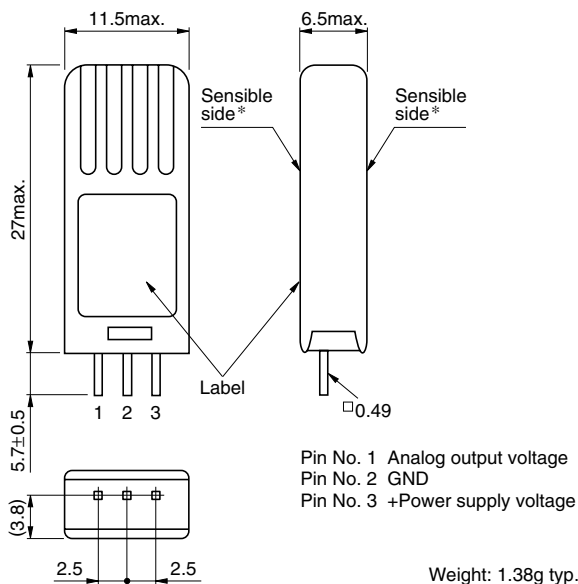 11.5max.
6.5max.
Sensible
side*
Sensible
side*
27max.
Label
1 2 3
□0.49
5.7±0.5
Pin No. 1 Analog output voltage
Pin No. 2 GND
Pin No. 3 +Power supply voltage
(3.8)
2.5
2.5
Weight: 1.38g typ.